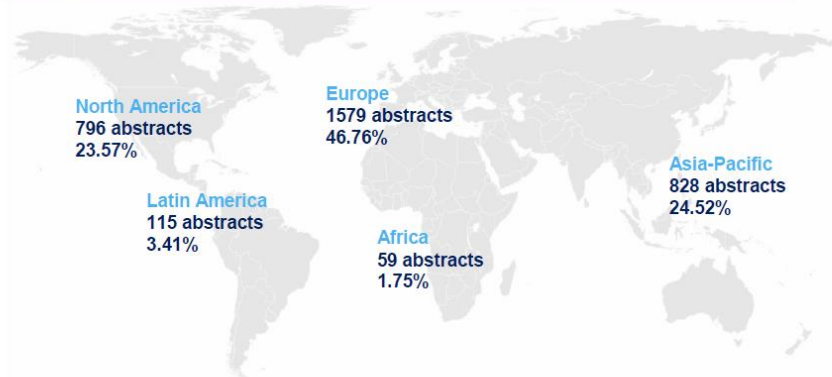 North America
796 abstracts
23.57%
Europe
1579 abstracts
46.76%
Asia-Pacific
828 abstracts
24.52%
Latin America
115 abstracts
3.41%
Africa
59 abstracts
1.75%